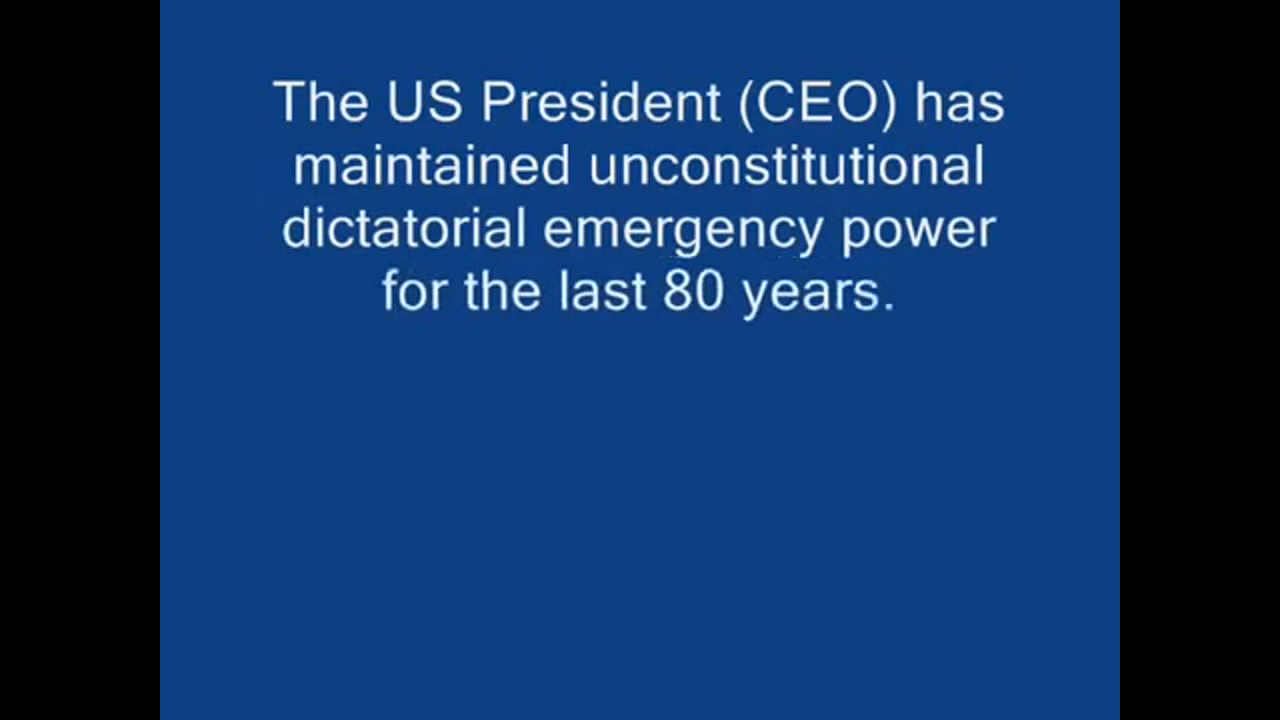 The US President (CEO) has
maintained unconstitutional
dictatorial emergency power
for the last 80 years.